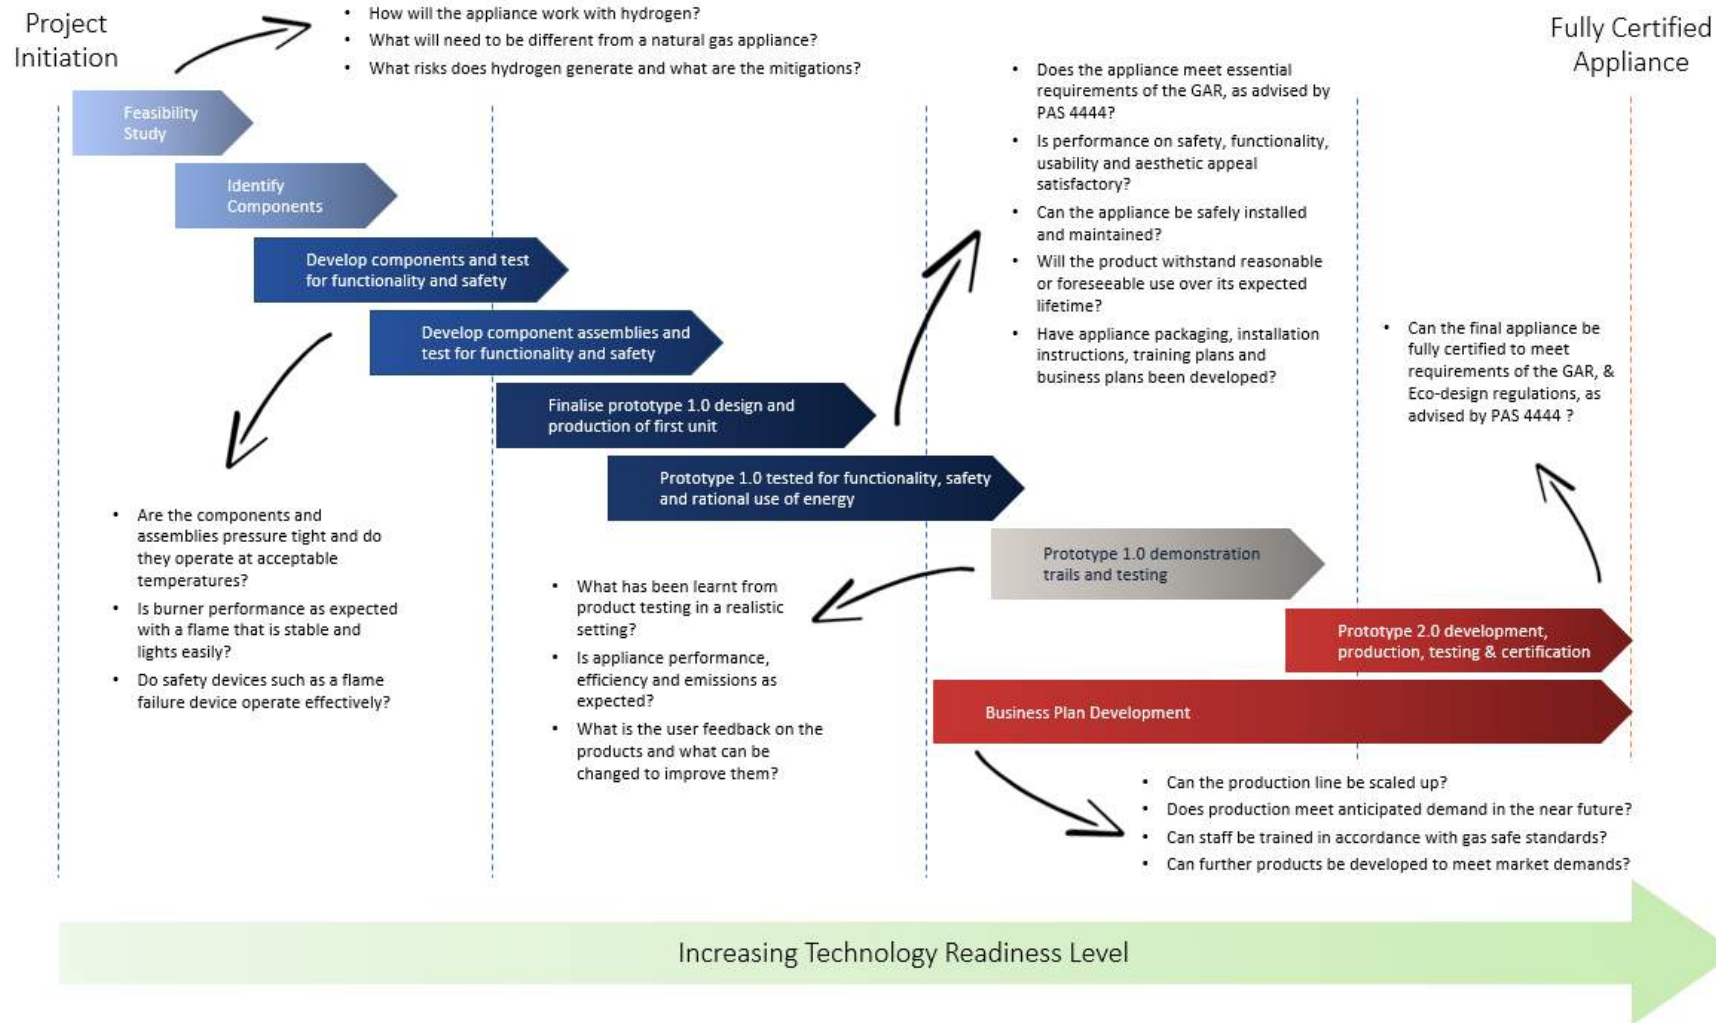 Project
Initiation
• How will the appliance work with hydrogen?
• What will need to be different from a natural gas appliance?
• What risks does hydrogen generate and what are the mitigations?
Fully Certified
Appliance
Feasibility
Study
Identify
Components
Develop components and test
for functionality and safety
Develop component assemblies and
test for functionality and safety
Finalise prototype 1.0 design and
production of first unit
Prototype 1.0 tested for functionality, safety
and rational use of energy
Prototype 1.0 demonstration
trails and testing
Prototype 2.0 development,
production, testing & certification
Business Plan Development
• Does the appliance meet essential
requirements of the GAR, as advised by
PAS 4444?
• Is performance on safety, functionality,
usability and aesthetic appeal
satisfactory?
• Can the appliance be safely installed
and maintained?
• Will the product withstand reasonable
or foreseeable use over its expected
lifetime?
• Have appliance packaging, installation
instructions, training plans and
business plans been developed?
• Can the final appliance be
fully certified to meet
requirements of the GAR, &
Eco-design regulations, as
advised by PAS 4444 ?
• Are the components and
assemblies pressure tight and do
they operate at acceptable
temperatures?
• Is burner performance as expected
with a flame that is stable and
lights easily?
• Do safety devices such as a flame
failure device operate effectively?
• What has been learnt from
product testing in a realistic
setting?
• Is appliance performance,
efficiency and emissions as
expected?
• What is the user feedback on the
products and what can be
changed to improve them?
• Can the production line be scaled up?
• Does production meet anticipated demand in the near future?
• Can staff be trained in accordance with gas safe standards?
• Can further products be developed to meet market demands?
Increasing Technology Readiness Level